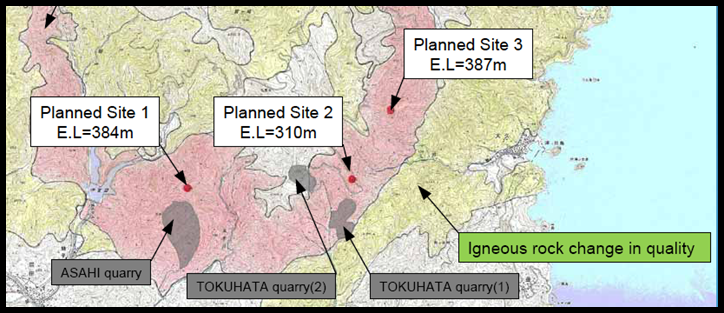 Planned Site 3
E.L=387m
Planned Site 1
E.L=384m
Planned Site 2
E.L=310m
Igneous rock change in quality
ASAHI quarry
TOKUHATA quarry(2)
TOKUHATA quarry(1)